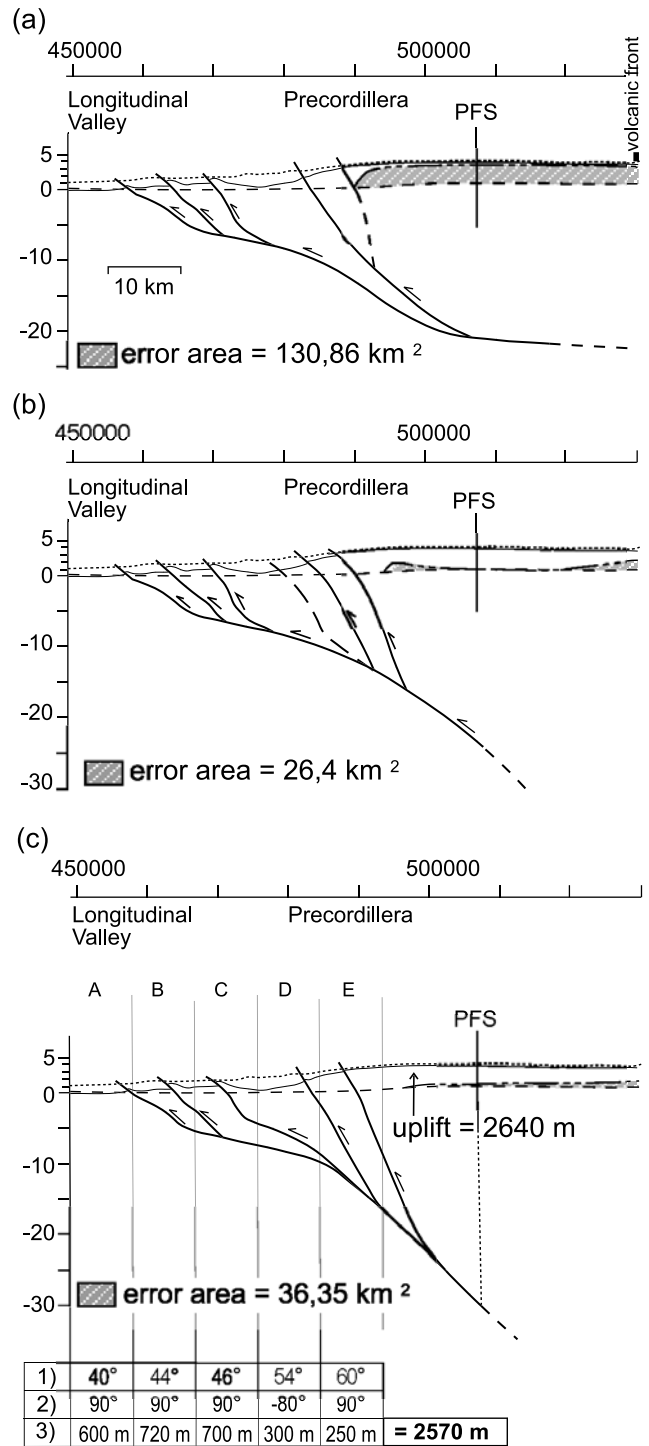 (a)
450000 500000
Longitudinal Valley Precordillera
PFS
volcanic front
5
0
-10
-20
10 km
error area = 130,86 km ²
(b)
450000 500000
Longitudinal Valley Precordillera
PFS
5
0
-10
-20
-30
error area = 26,4 km ²
(c)
450000 500000
Longitudinal Valley Precordillera
A B C D E
PFS
5
0
-10
-20
-30
uplift = 2640 m
error area = 36,35 km ²
1) 40° 44° 46° 54° 60°
2) 90° 90° 90° -80° 90°
3) 600 m 720 m 700 m 300 m 250 m = 2570 m